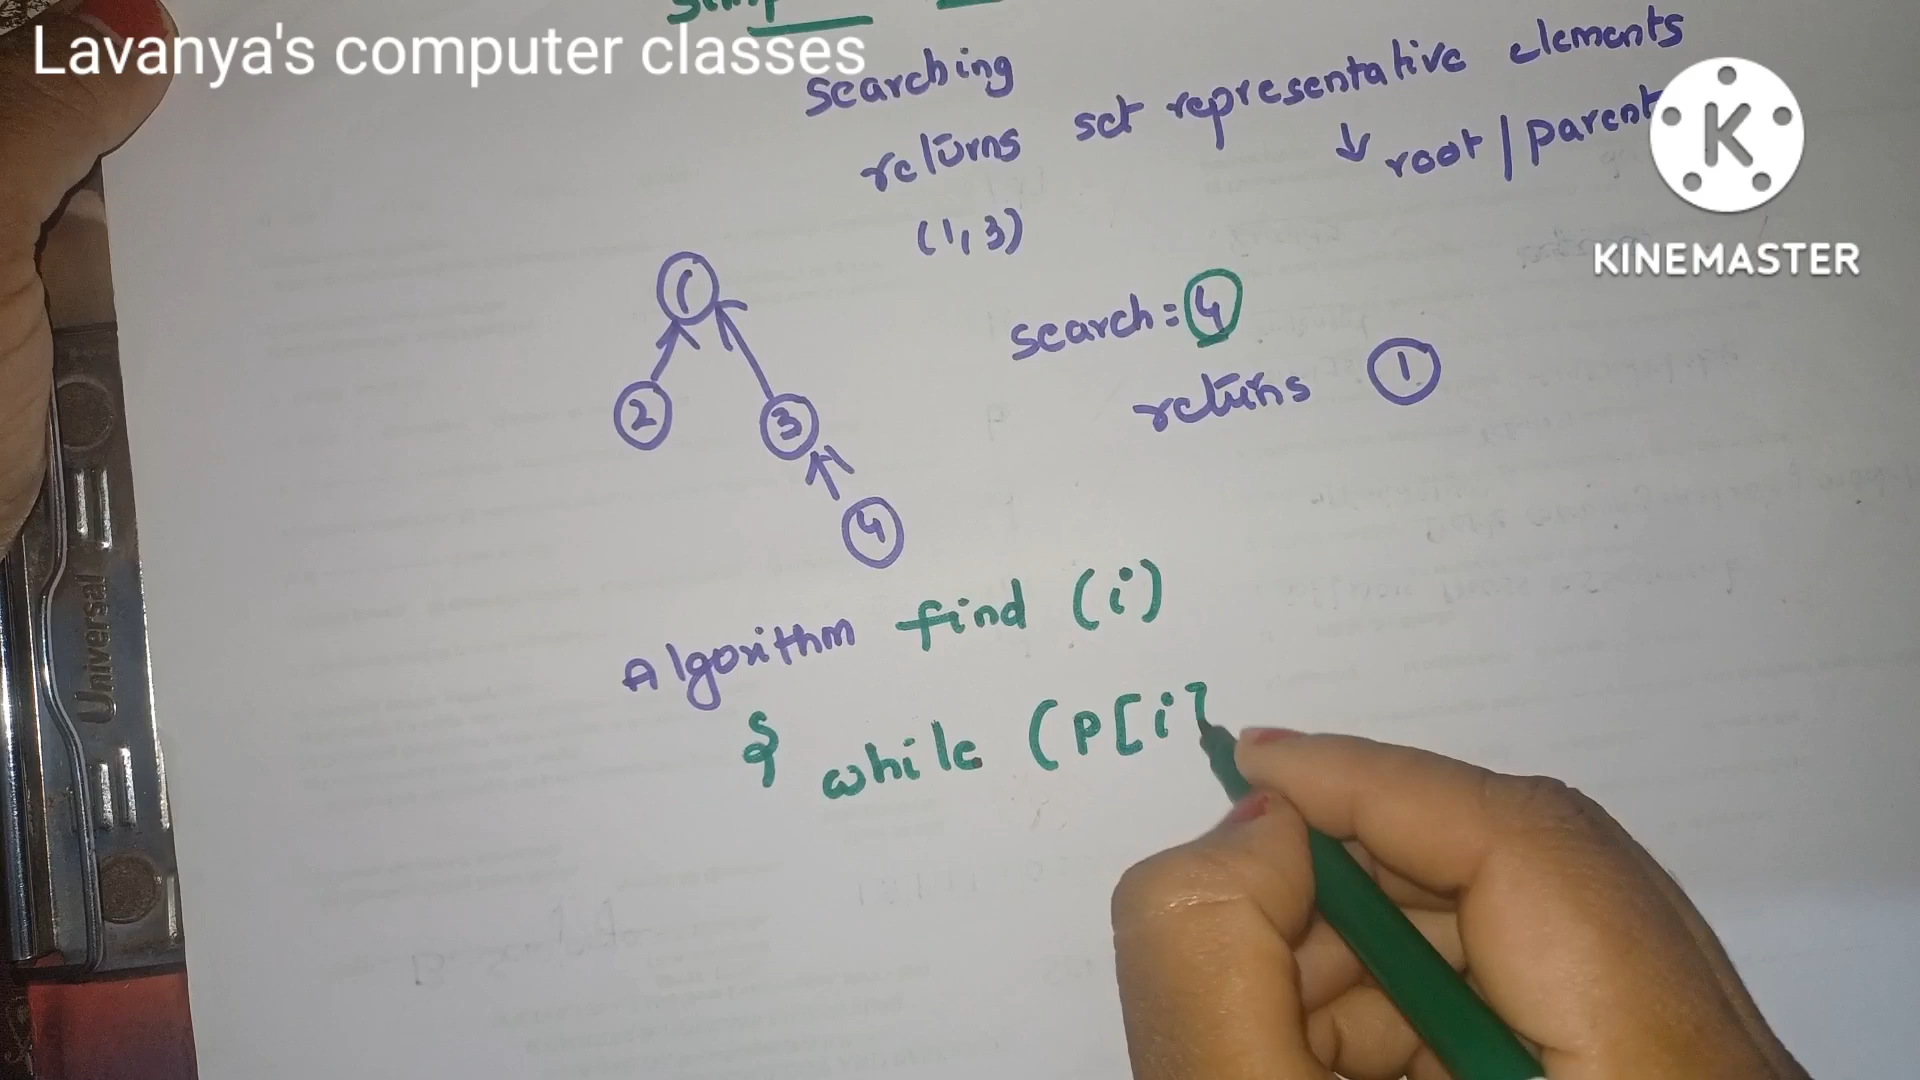 Lavanya's computer classes
searching
returns set representative elements
↓ root / parent
(1,3)
1
2
3
4
search = 4
returns 1
Algorithm find (i)
{ while (P[i]
K
KINEMASTER
Universal